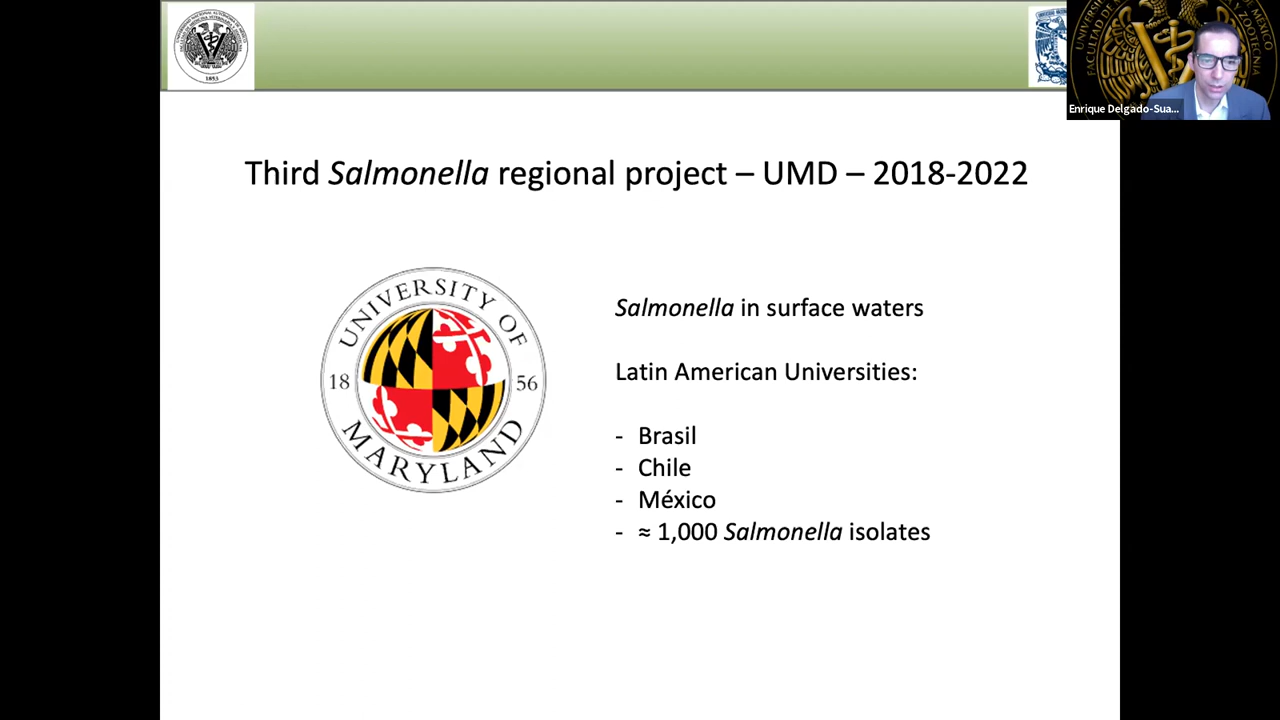 1853
Enrique Delgado-Sua...
Third Salmonella regional project – UMD – 2018-2022
UNIVERSITY OF
18 56
MARYLAND
Salmonella in surface waters
Latin American Universities:
- Brasil
- Chile
- México
- ≈ 1,000 Salmonella isolates